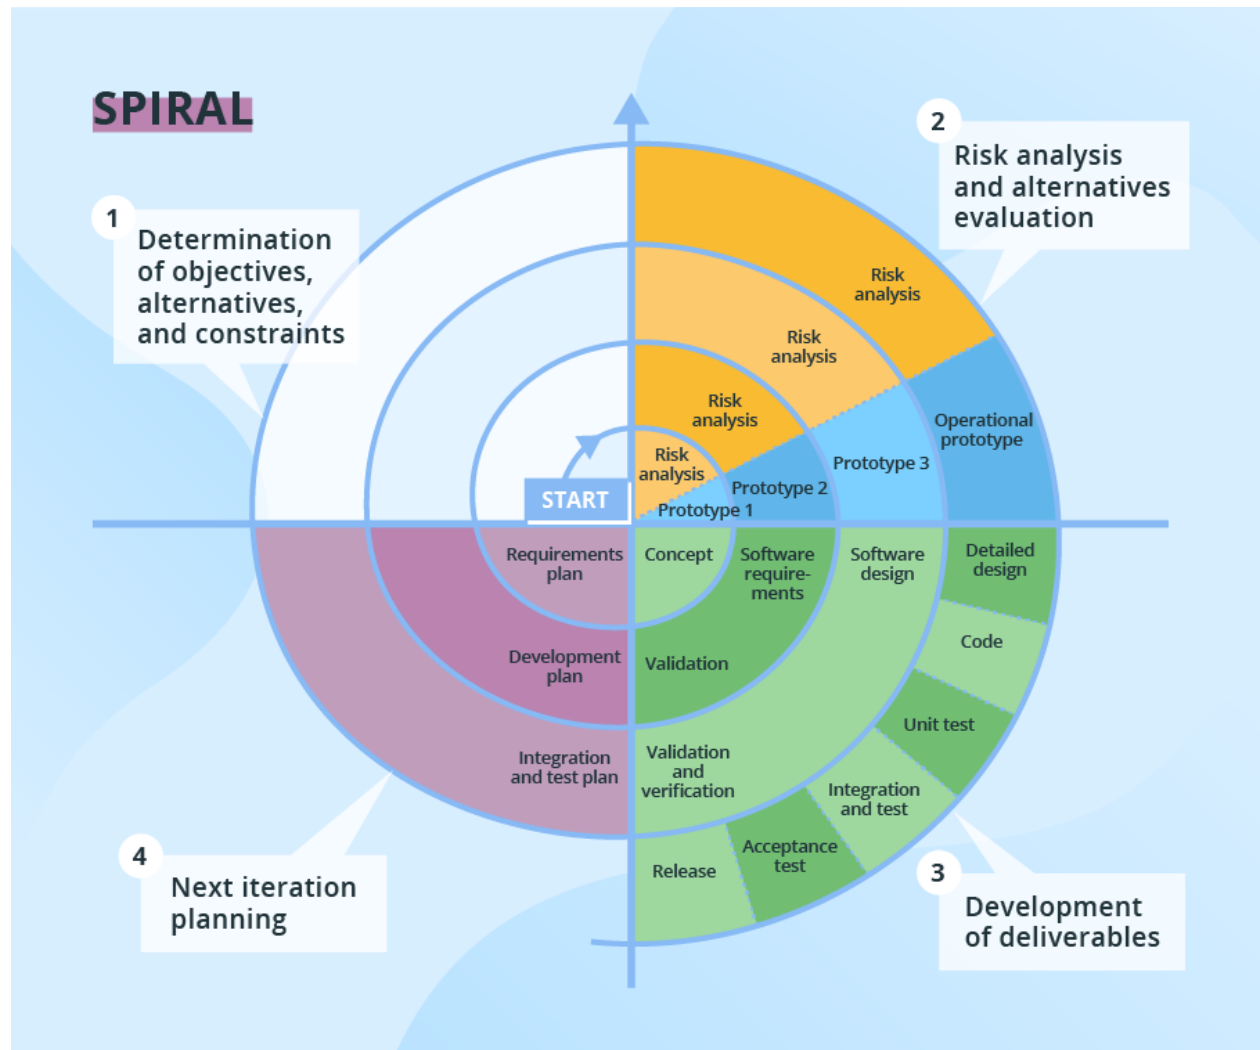 SPIRAL
1
Determination
of objectives,
alternatives,
and constraints
2
Risk analysis
and alternatives
evaluation
Risk
analysis
Risk
analysis
Risk
analysis
Risk
analysis
Operational
prototype
Prototype 3
Prototype 2
Prototype 1
START
Requirements
plan
Concept
Software
require-
ments
Software
design
Detailed
design
Code
Development
plan
Validation
Unit test
Integration
and test plan
Validation
and
verification
Integration
and test
Acceptance
test
Release
4
Next iteration
planning
3
Development
of deliverables